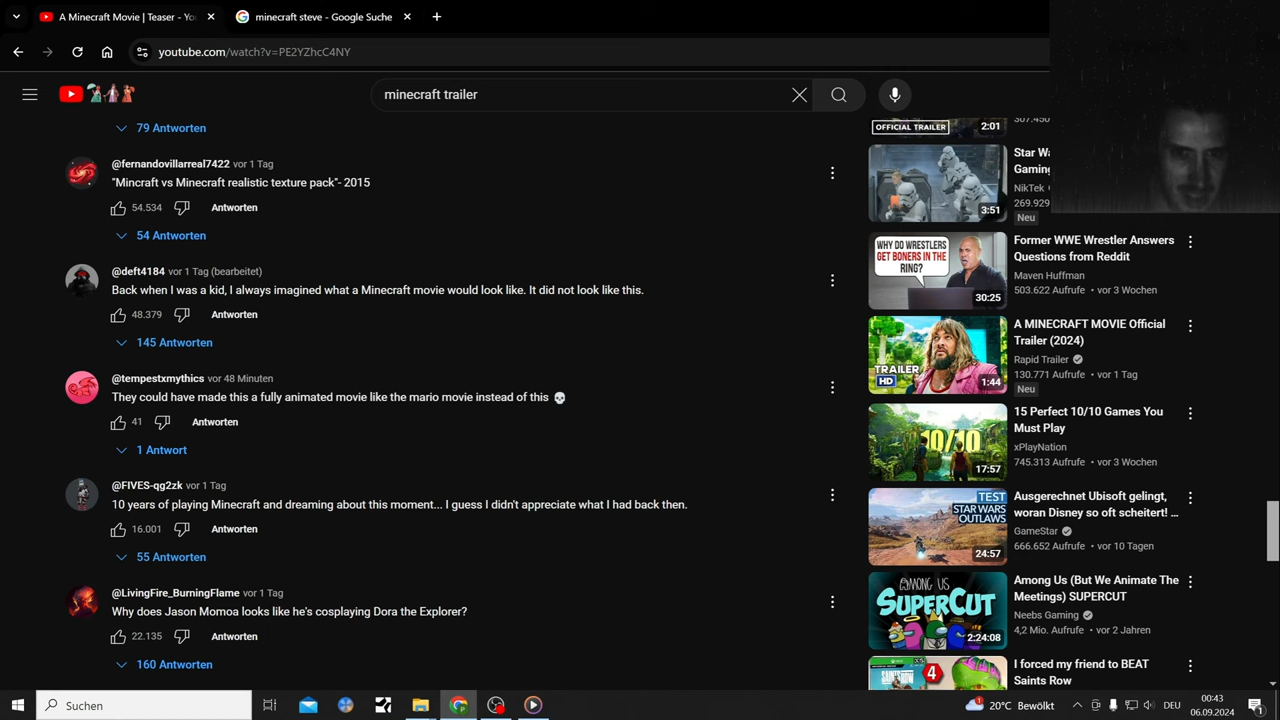 A Minecraft Movie | Teaser - Yo
minecraft steve - Google Suche
youtube.com/watch?v=PE2YZhcC4NY
minecraft trailer
79 Antworten
@fernandovillarreal7422 vor 1 Tag
"Mincraft vs Minecraft realistic texture pack"- 2015
54.534 Antworten
54 Antworten
@deft4184 vor 1 Tag (bearbeitet)
Back when I was a kid, I always imagined what a Minecraft movie would look like. It did not look like this.
48.379 Antworten
145 Antworten
@tempestxmythics vor 48 Minuten
They could have made this a fully animated movie like the mario movie instead of this 💀
41 Antworten
1 Antwort
@FIVES-qg2zk vor 1 Tag
10 years of playing Minecraft and dreaming about this moment... I guess I didn't appreciate what I had back then.
16.001 Antworten
55 Antworten
@LivingFire_BurningFlame vor 1 Tag
Why does Jason Momoa looks like he's cosplaying Dora the Explorer?
22.135 Antworten
160 Antworten
OFFICIAL TRAILER
2:01
307.450
3:51
Star Wa
Gaming
NikTek
269.929
Neu
WHY DO WRESTLERS
GET BONERS IN THE
RING?
30:25
Former WWE Wrestler Answers
Questions from Reddit
Maven Huffman
503.622 Aufrufe • vor 3 Wochen
TRAILER
HD
1:44
A MINECRAFT MOVIE Official
Trailer (2024)
Rapid Trailer
130.771 Aufrufe • vor 1 Tag
Neu
10/10
17:57
15 Perfect 10/10 Games You
Must Play
xPlayNation
745.313 Aufrufe • vor 3 Wochen
TEST
STAR WARS
OUTLAWS
24:57
Ausgerechnet Ubisoft gelingt,
woran Disney so oft scheitert! ...
GameStar
666.652 Aufrufe • vor 10 Tagen
AMONG US
SUPERCUT
2:24:08
Among Us (But We Animate The
Meetings) SUPERCUT
Neebs Gaming
4,2 Mio. Aufrufe • vor 2 Jahren
SAINTS ROW
4
I forced my friend to BEAT
Saints Row
Suchen
20°C Bewölkt
DEU
00:43
06.09.2024
1